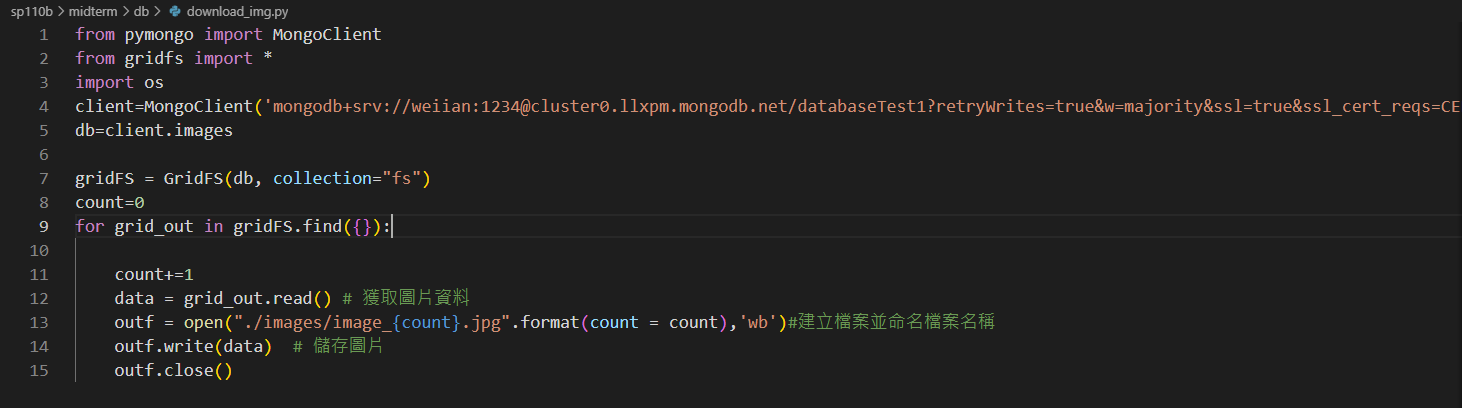 sp110b > midterm > db > download_img.py
1 from pymongo import MongoClient
2 from gridfs import *
3 import os
4 client=MongoClient('mongodb+srv://weiian:1234@cluster0.llxpm.mongodb.net/databaseTest1?retryWrites=true&w=majority&ssl=true&ssl_cert_reqs=CE
5 db=client.images
6
7 gridFS = GridFS(db, collection="fs")
8 count=0
9 for grid_out in gridFS.find({}):
10
11     count+=1
12     data = grid_out.read() # 獲取圖片資料
13     outf = open("./images/image_{count}.jpg".format(count = count),'wb')#建立檔案並命名檔案名稱
14     outf.write(data)  # 儲存圖片
15     outf.close()